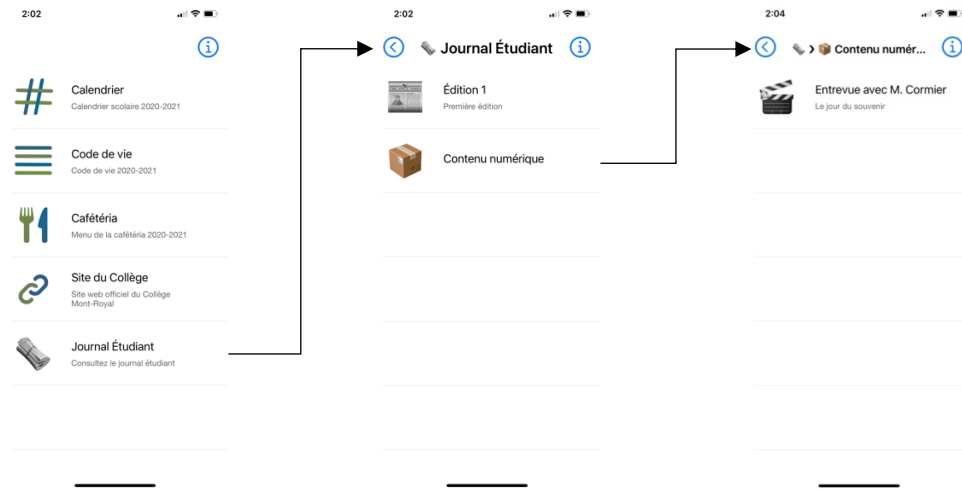 2:02
Calendrier
Calendrier scolaire 2020-2021
Code de vie
Code de vie 2020-2021
Cafétéria
Menu de la cafétéria 2020-2021
Site du Collège
Site web officiel du Collège
Mont-Royal
Journal Étudiant
Consultez le journal étudiant
2:02
Journal Étudiant
Édition 1
Première édition
Contenu numérique
2:04
Contenu numér...
Entrevue avec M. Cormier
Le jour du souvenir